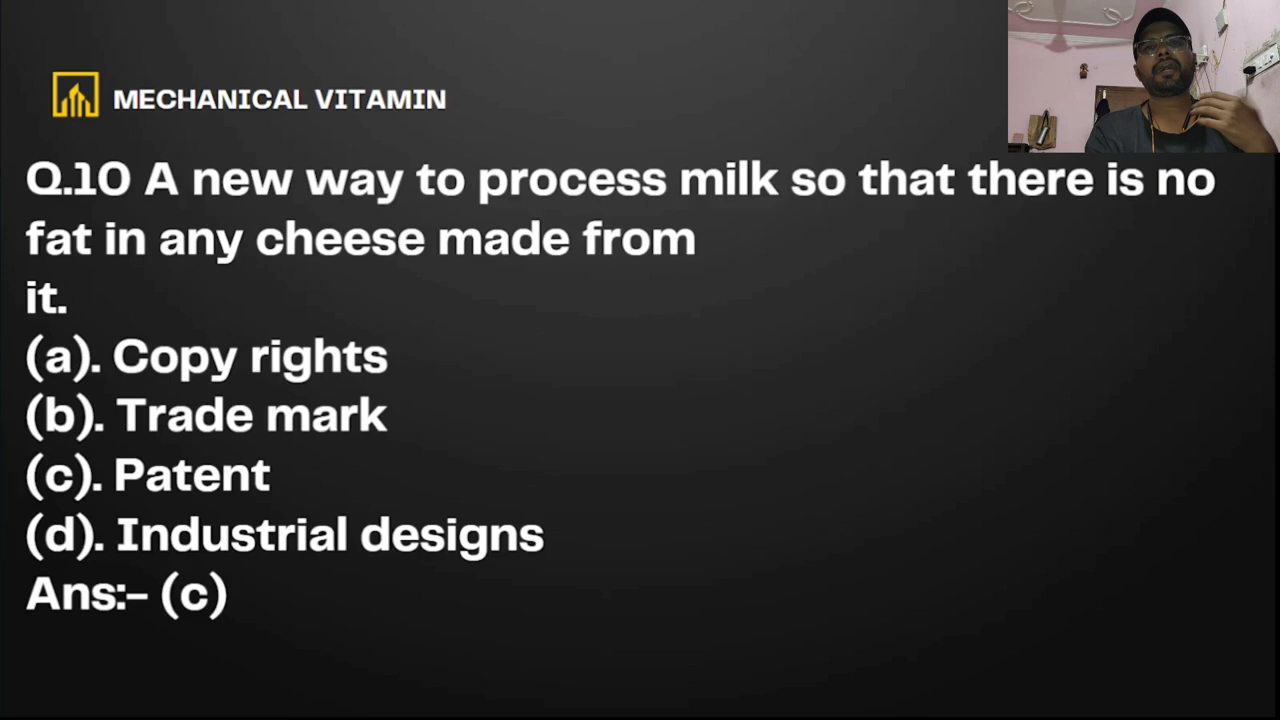 MECHANICAL VITAMIN
Q.10 A new way to process milk so that there is no
fat in any cheese made from
it.
(a). Copy rights
(b). Trade mark
(c). Patent
(d). Industrial designs
Ans:- (c)